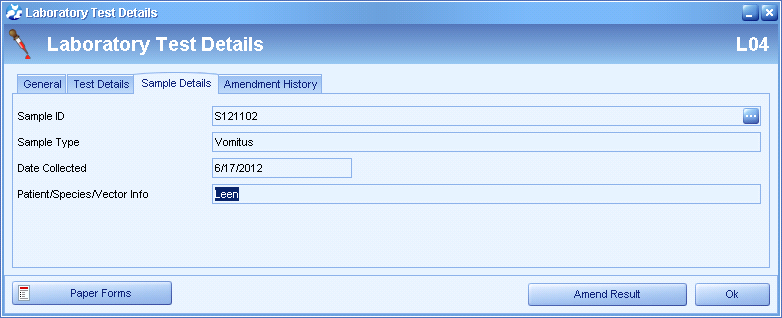 Laboratory Test Details
Laboratory Test Details L04
General Test Details Sample Details Amendment History
Sample ID S121102 ...
Sample Type Vomitus
Date Collected 6/17/2012
Patient/Species/Vector Info Leen
Paper Forms Amend Result Ok